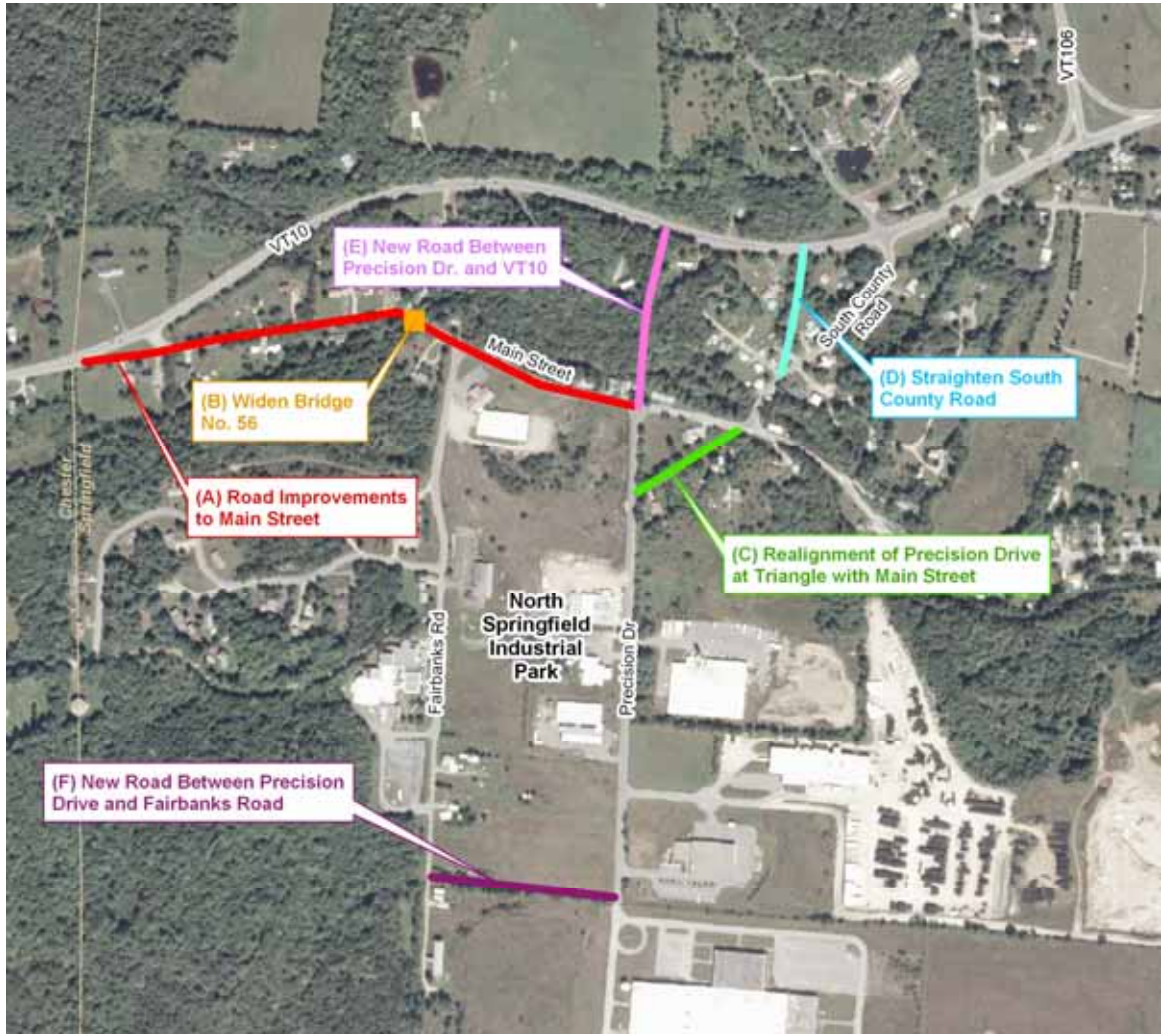 VT106
VT10
(E) New Road Between
Precision Dr. and VT10
South County
Road
Main Street
(D) Straighten South
County Road
(B) Widen Bridge
No. 56
(A) Road Improvements
to Main Street
Chester
Springfield
(C) Realignment of Precision Drive
at Triangle with Main Street
North
Springfield
Industrial
Park
Fairbanks Rd
Precision Dr
(F) New Road Between Precision
Drive and Fairbanks Road